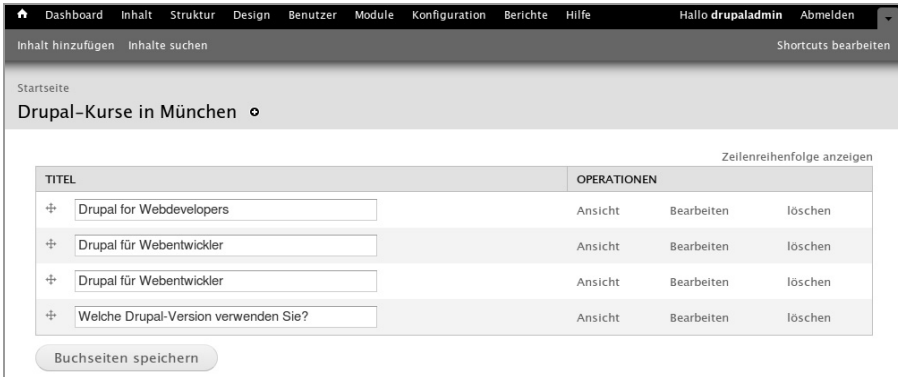 Dashboard Inhalt Struktur Design Benutzer Module Konfiguration Berichte Hilfe Hallo drupaladmin Abmelden
Inhalt hinzufügen Inhalte suchen Shortcuts bearbeiten
Startseite
Drupal-Kurse in München
Zeilenreihenfolge anzeigen
TITEL OPERATIONEN
Drupal for Webdevelopers Ansicht Bearbeiten löschen
Drupal für Webentwickler Ansicht Bearbeiten löschen
Drupal für Webentwickler Ansicht Bearbeiten löschen
Welche Drupal-Version verwenden Sie? Ansicht Bearbeiten löschen
Buchseiten speichern